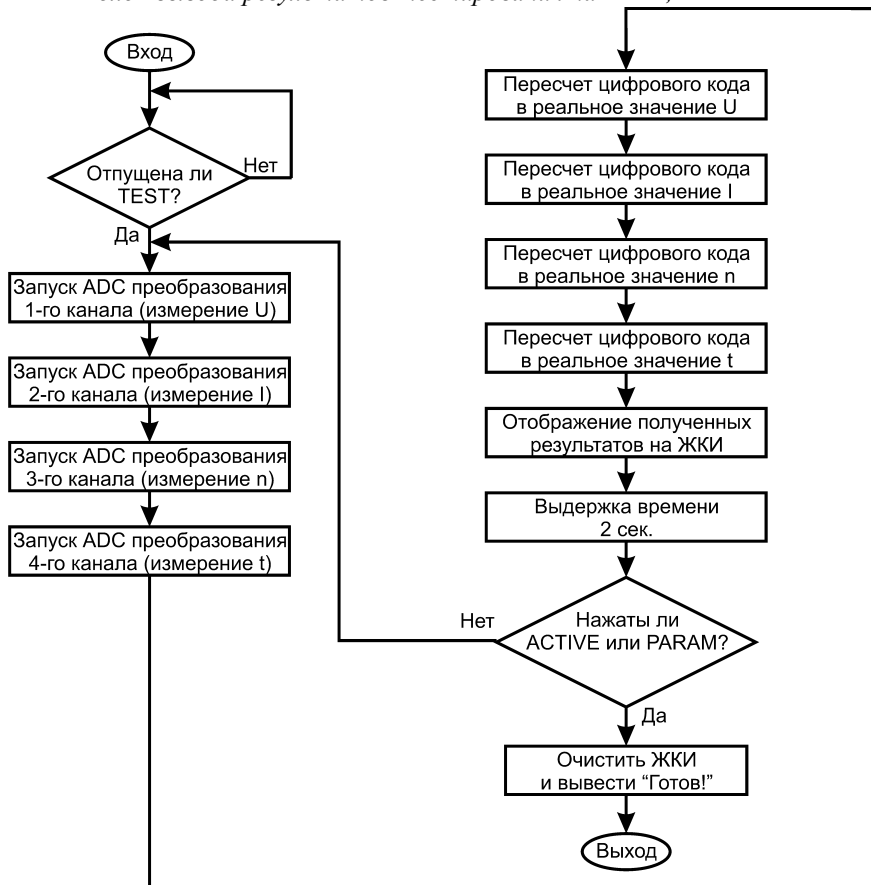 Вход
Отпущена ли
TEST?
Нет
Да
Запуск ADC преобразования
1-го канала (измерение U)
Запуск ADC преобразования
2-го канала (измерение I)
Запуск ADC преобразования
3-го канала (измерение n)
Запуск ADC преобразования
4-го канала (измерение t)
Пересчет цифрового кода
в реальное значение U
Пересчет цифрового кода
в реальное значение I
Пересчет цифрового кода
в реальное значение n
Пересчет цифрового кода
в реальное значение t
Отображение полученных
результатов на ЖКИ
Выдержка времени
2 сек.
Нажаты ли
ACTIVE или PARAM?
Нет
Да
Очистить ЖКИ
и вывести “Готов!”
Выход